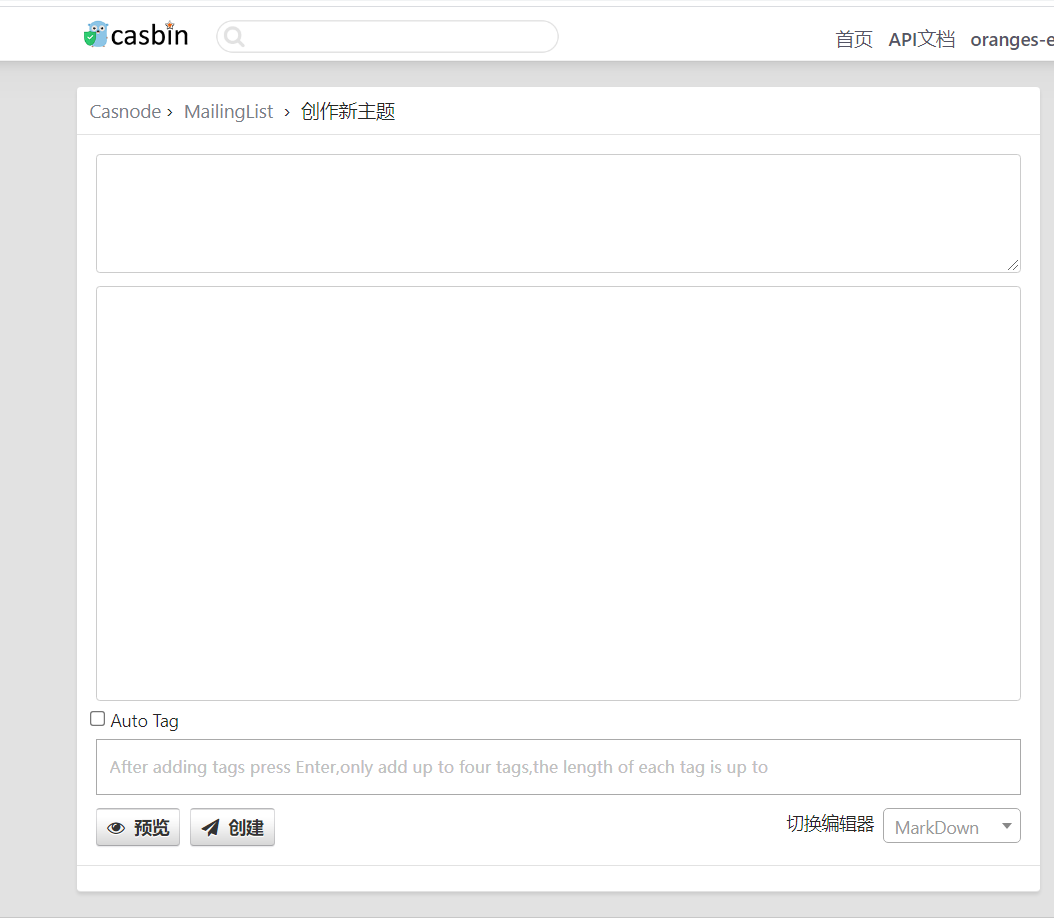 casbin
首页 API文档 oranges-e
Casnode › MailingList › 创作新主题
Auto Tag
After adding tags press Enter,only add up to four tags,the length of each tag is up to
预览 创建 切换编辑器 MarkDown